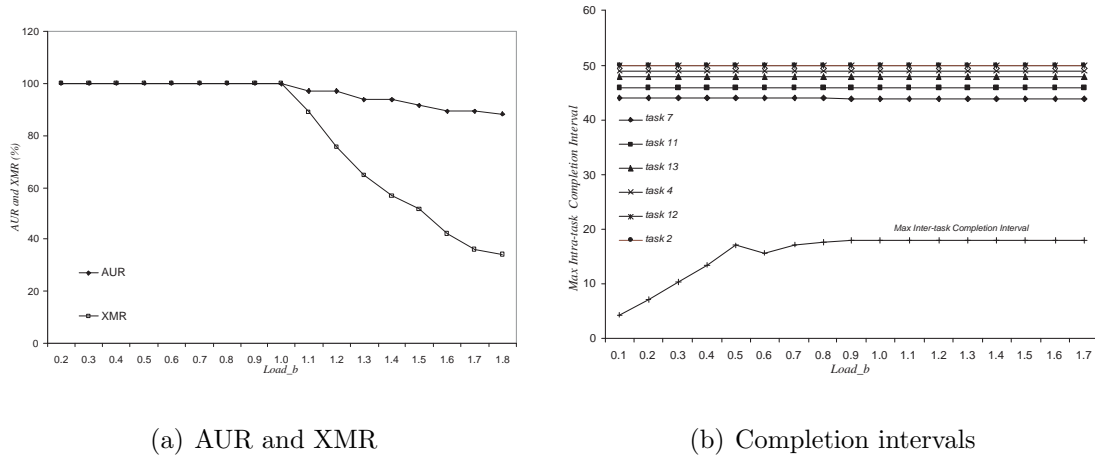 120
100
80
60
40
20
0
AUR and XMR (%)
AUR
XMR
0.2 0.3 0.4 0.5 0.6 0.7 0.8 0.9 1.0 1.1 1.2 1.3 1.4 1.5 1.6 1.7 1.8
Load_b
(a) AUR and XMR
60
50
40
30
20
10
0
Max Intra-task Completion Interval
task 7
task 11
task 13
task 4
task 12
task 2
Max Inter-task Completion Interval
0.1 0.2 0.3 0.4 0.5 0.6 0.7 0.8 0.9 1.0 1.1 1.2 1.3 1.4 1.5 1.6 1.7
Load_b
(b) Completion intervals